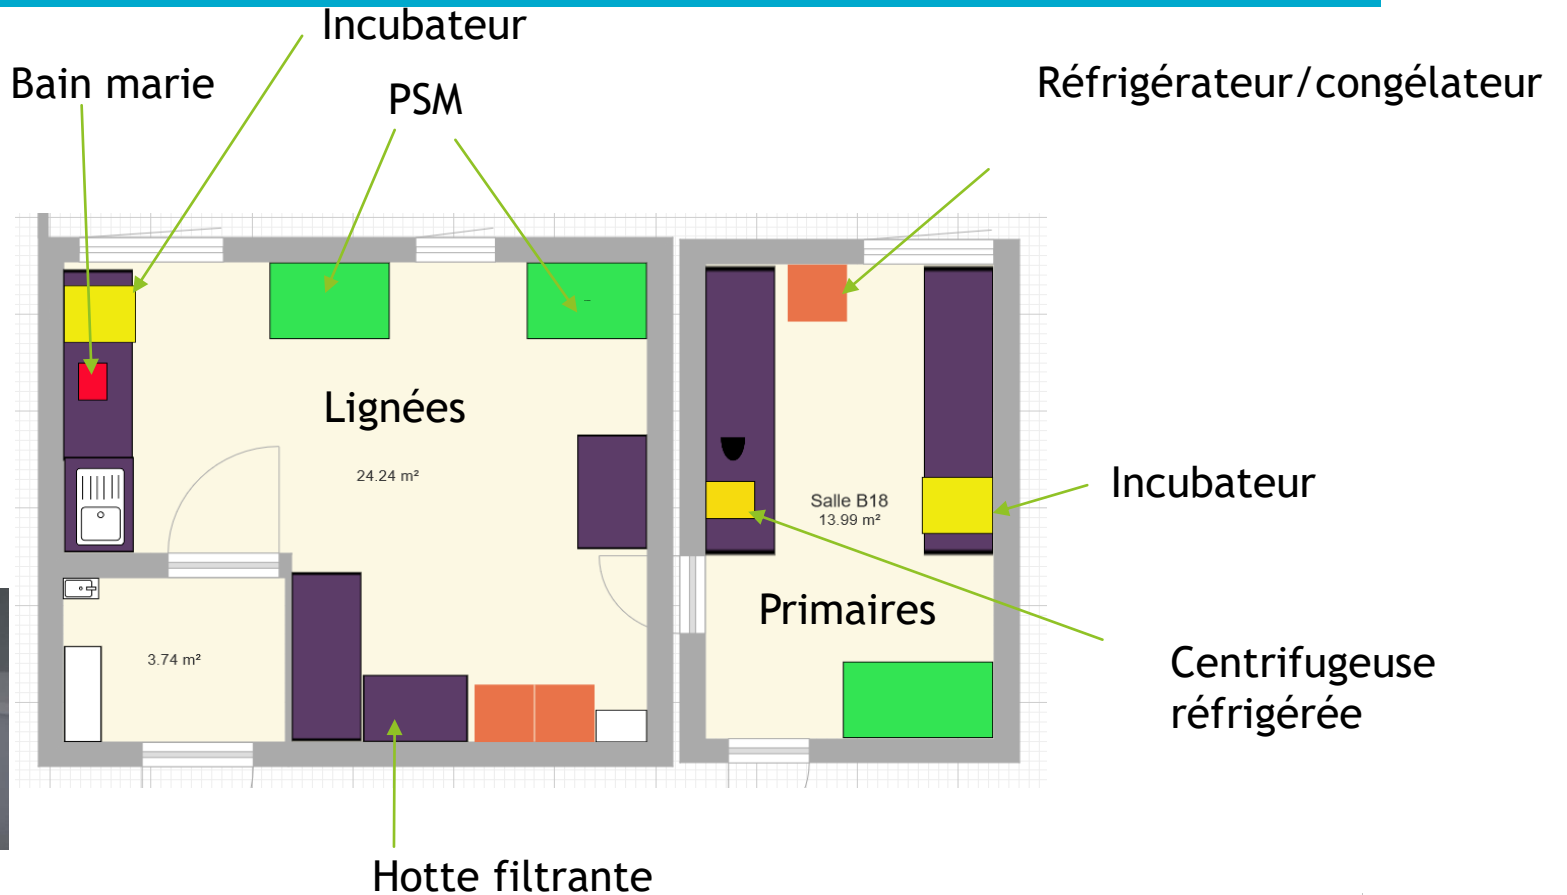 Incubateur
Bain marie
PSM
Réfrigérateur/congélateur
Lignées
24.24 m²
Salle B18
13.99 m²
Incubateur
Primaires
3.74 m²
Centrifugeuse
réfrigérée
Hotte filtrante